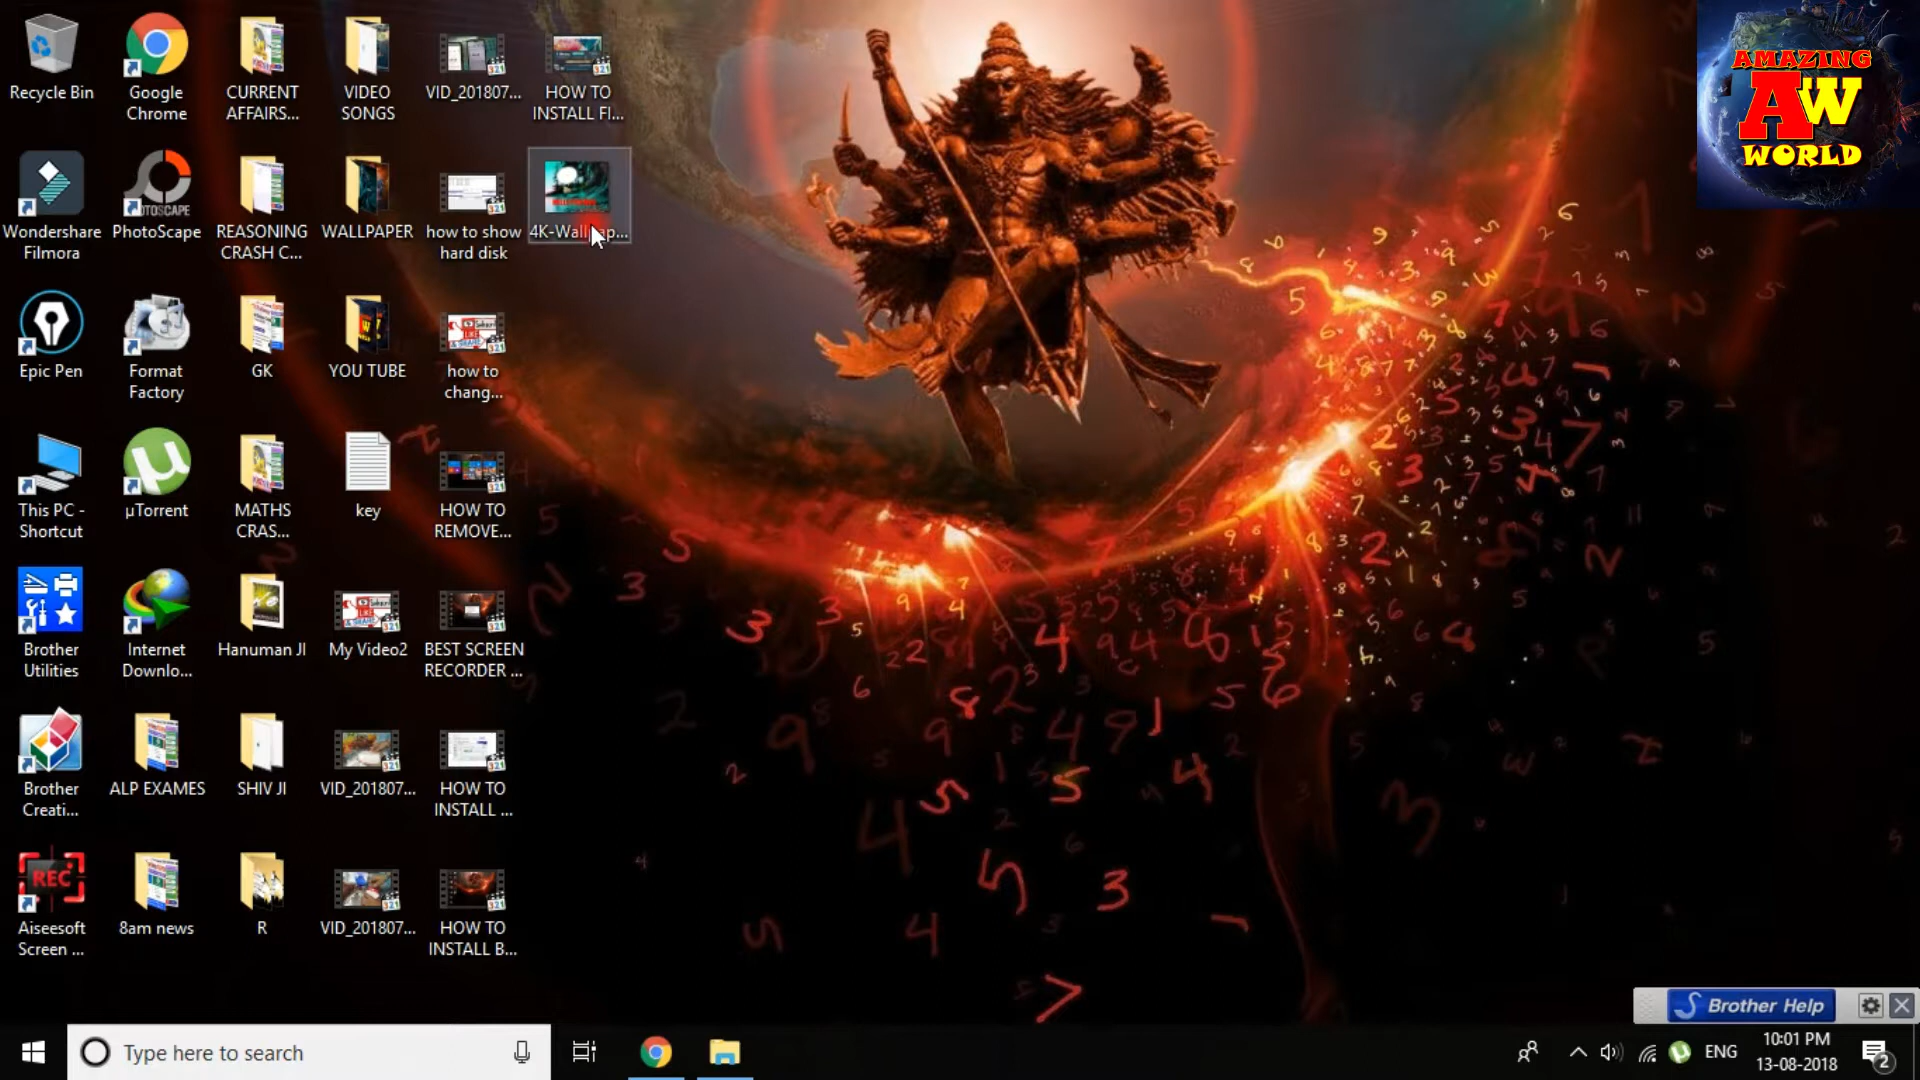 AMAZING
AW
WORLD
Recycle Bin
Google
Chrome
CURRENT
AFFAIRS...
VIDEO
SONGS
VID_201807...
HOW TO
INSTALL FI...
Wondershare
Filmora
PhotoScape
REASONING
CRASH C...
WALLPAPER
how to show
hard disk
4K-Wallpap...
Epic Pen
Format
Factory
GK
YOU TUBE
how to
chang...
This PC -
Shortcut
µTorrent
MATHS
CRAS...
key
HOW TO
REMOVE...
Brother
Utilities
Internet
Downlo...
Hanuman JI
My Video2
BEST SCREEN
RECORDER ...
Brother
Creati...
ALP EXAMES
SHIV JI
VID_201807...
HOW TO
INSTALL ...
REC
Aiseesoft
Screen ...
8am news
R
VID_201807...
HOW TO
INSTALL B...
Brother Help
Type here to search
ENG
10:01 PM
13-08-2018
2